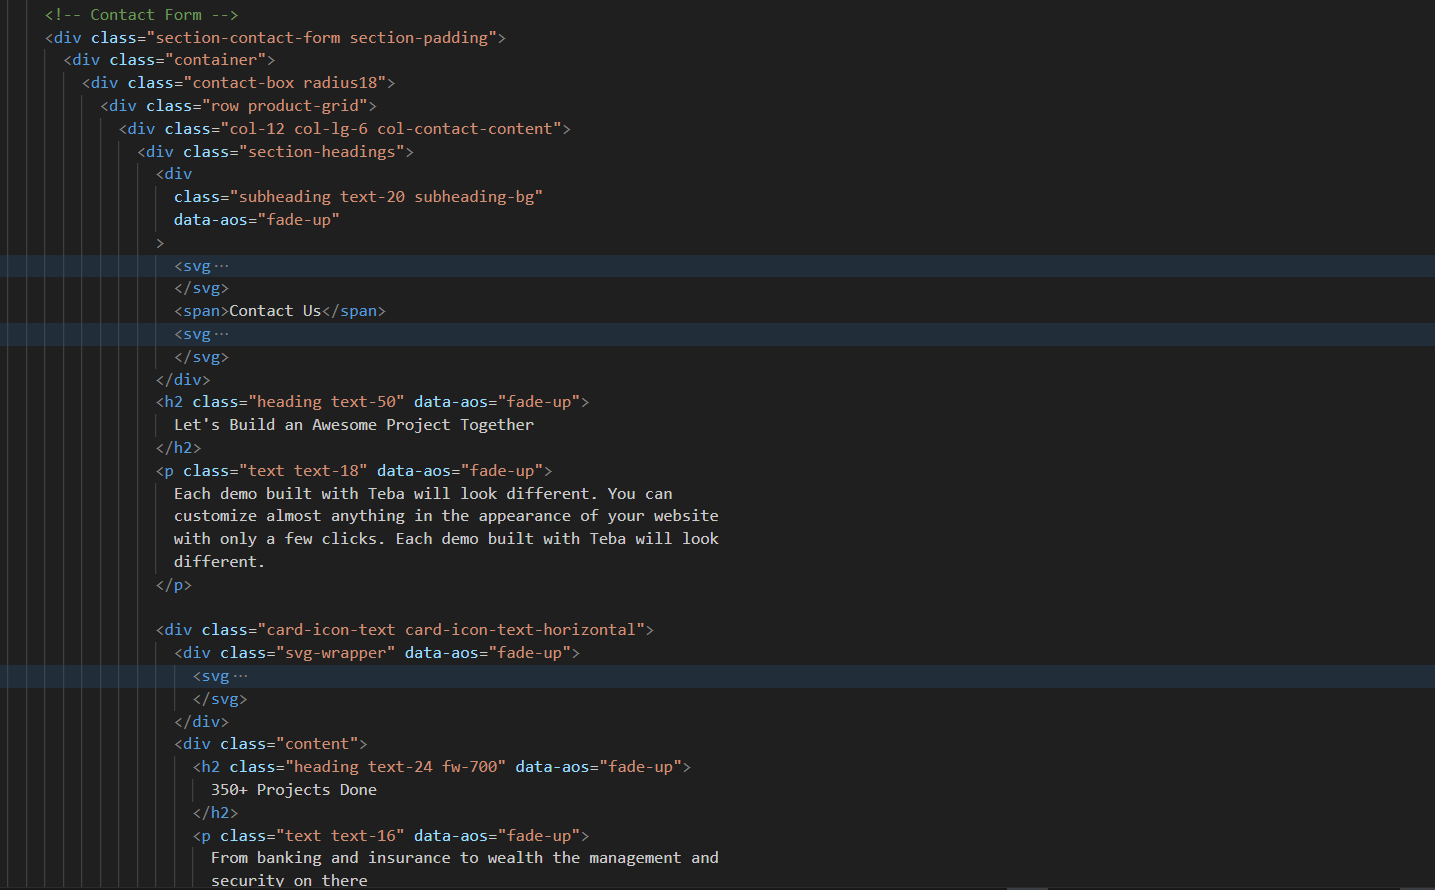 <!-- Contact Form -->
<div class="section-contact-form section-padding">
<div class="container">
<div class="contact-box radius18">
<div class="row product-grid">
<div class="col-12 col-lg-6 col-contact-content">
<div class="section-headings">
<div
class="subheading text-20 subheading-bg"
data-aos="fade-up"
>
<svg ···
</svg>
<span>Contact Us</span>
<svg ···
</svg>
</div>
<h2 class="heading text-50" data-aos="fade-up">
Let's Build an Awesome Project Together
</h2>
<p class="text text-18" data-aos="fade-up">
Each demo built with Teba will look different. You can
customize almost anything in the appearance of your website
with only a few clicks. Each demo built with Teba will look
different.
</p>
<div class="card-icon-text card-icon-text-horizontal">
<div class="svg-wrapper" data-aos="fade-up">
<svg ···
</svg>
</div>
<div class="content">
<h2 class="heading text-24 fw-700" data-aos="fade-up">
350+ Projects Done
</h2>
<p class="text text-16" data-aos="fade-up">
From banking and insurance to wealth the management and
security on there